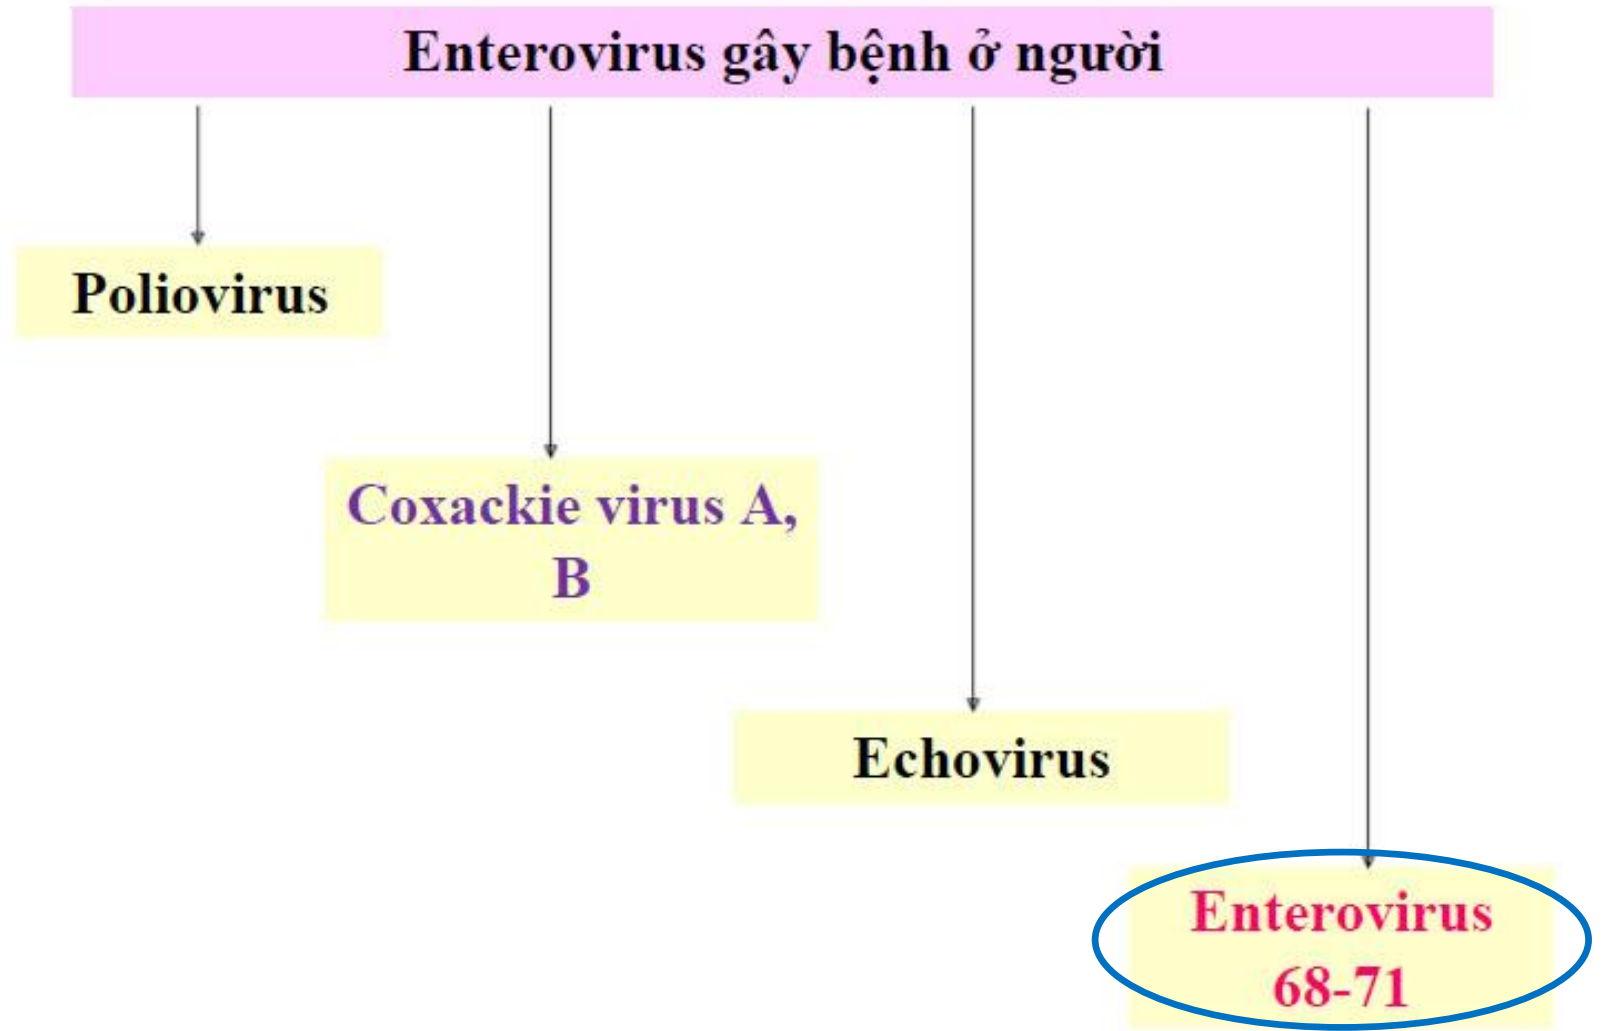 Enterovirus gây bệnh ở người
Poliovirus
Coxackie virus A,
B
Echovirus
Enterovirus
68-71